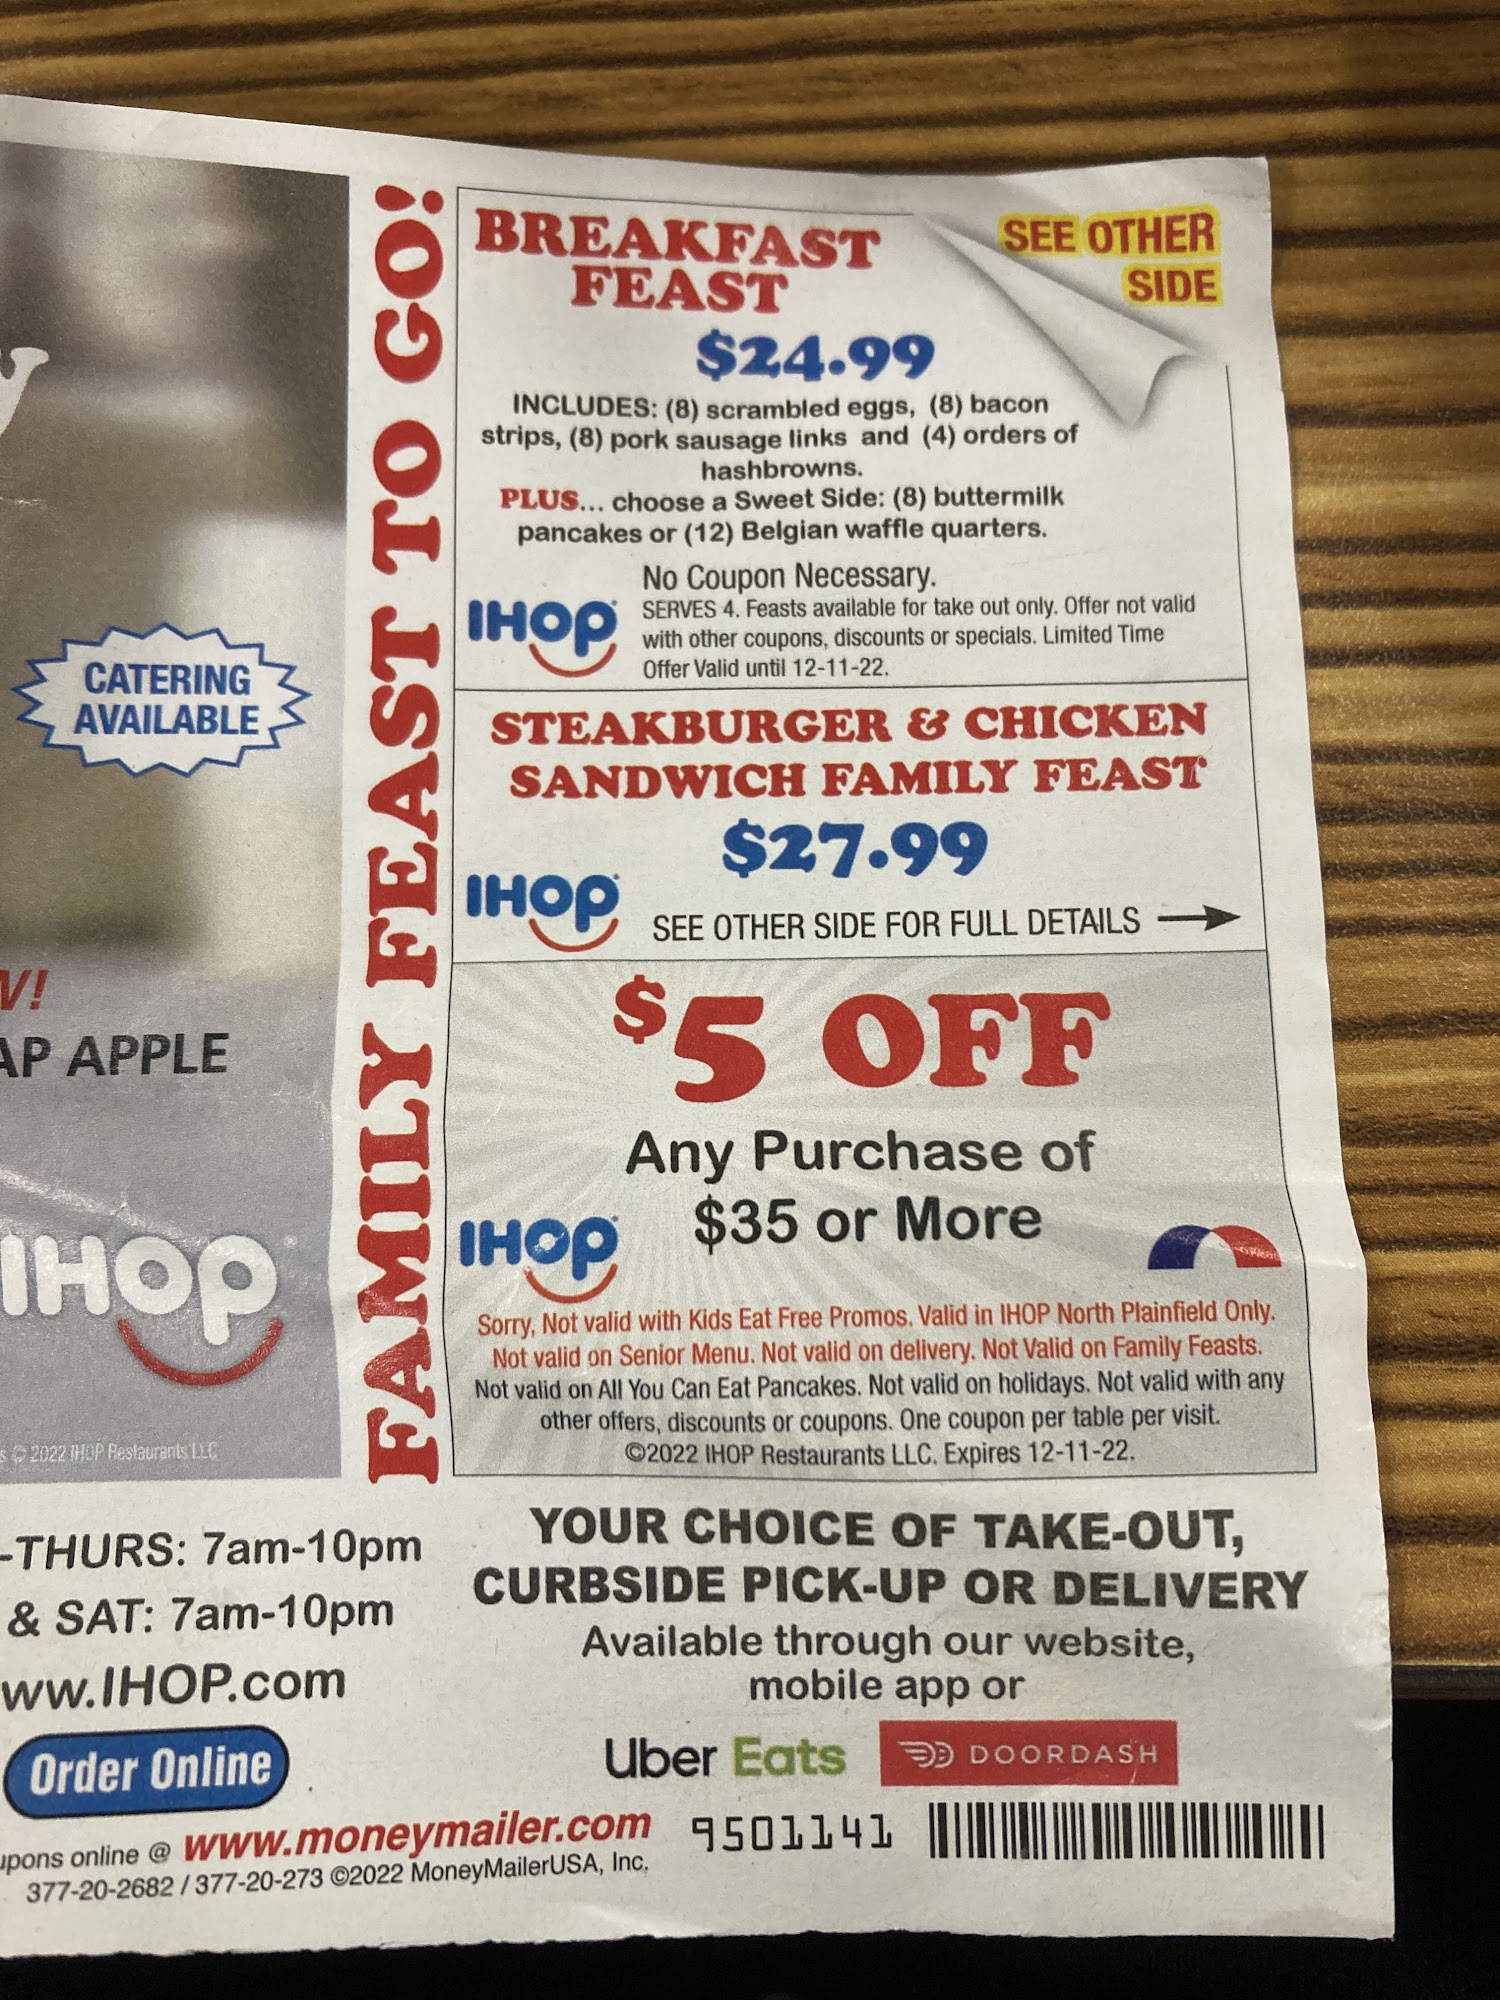 CATERING
AVAILABLE
AP APPLE
IHOP
© 2022 IHOP Restaurants LLC
FAMILY FEAST TO GO!
BREAKFAST
FEAST
SEE OTHER
SIDE
$24.99
INCLUDES: (8) scrambled eggs, (8) bacon
strips, (8) pork sausage links and (4) orders of
hashbrowns.
PLUS... choose a Sweet Side: (8) buttermilk
pancakes or (12) Belgian waffle quarters.
No Coupon Necessary.
IHOP
SERVES 4. Feasts available for take out only. Offer not valid
with other coupons, discounts or specials. Limited Time
Offer Valid until 12-11-22.
STEAKBURGER & CHICKEN
SANDWICH FAMILY FEAST
$27.99
IHOP
SEE OTHER SIDE FOR FULL DETAILS
$5 OFF
Any Purchase of
$35 or More
IHOP
Sorry, Not valid with Kids Eat Free Promos. Valid in IHOP North Plainfield Only.
Not valid on Senior Menu. Not valid on delivery. Not Valid on Family Feasts.
Not valid on All You Can Eat Pancakes. Not valid on holidays. Not valid with any
other offers, discounts or coupons. One coupon per table per visit.
©2022 IHOP Restaurants LLC. Expires 12-11-22.
-THURS: 7am-10pm
& SAT: 7am-10pm
ww.IHOP.com
Order Online
YOUR CHOICE OF TAKE-OUT,
CURBSIDE PICK-UP OR DELIVERY
Available through our website,
mobile app or
Uber Eats
DOORDASH
upons online @ www.moneymailer.com
377-20-2682 / 377-20-273 ©2022 MoneyMailerUSA, Inc.
9501141